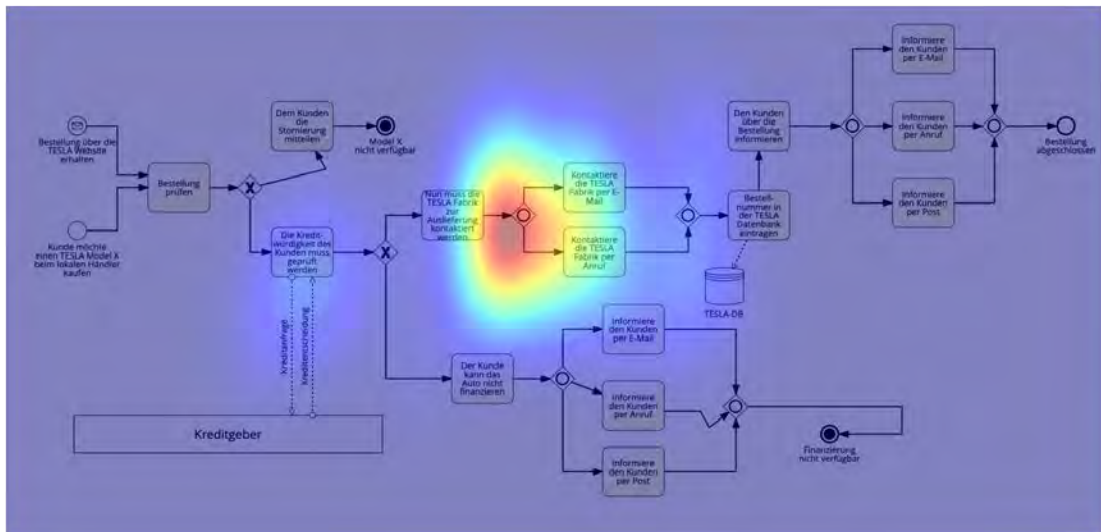 Bestellung über die
TESLA Website
erhalten
Kunde möchte
einen TESLA Model X
beim lokalen Händler
kaufen
Bestellung
prüfen
X
Dem Kunden
die
Stornierung
mitteilen
Model X
nicht verfügbar
Die Kredit-
würdigkeit des
Kunden muss
geprüft werden
Kreditanfrage
Kreditentscheidung
Kreditgeber
X
Nun muss die
TESLA Fabrik
zur
Auslieferung
kontaktiert
werden
Kontaktiere
die TESLA
Fabrik per E-
Mail
Kontaktiere
die TESLA
Fabrik per
Anruf
Bestell-
nummer in
der TESLA
Datenbank
eintragen
TESLA-DB
Den Kunden
über die
Bestellung
informieren
Informiere
den Kunden
per E-Mail
Informiere
den Kunden
per Anruf
Informiere
den Kunden
per Post
Bestellung
abgeschlossen
Der Kunde
kann das
Auto nicht
finanzieren
Informiere
den Kunden
per E-Mail
Informiere
den Kunden
per Anruf
Informiere
den Kunden
per Post
Finanzierung
nicht verfügbar